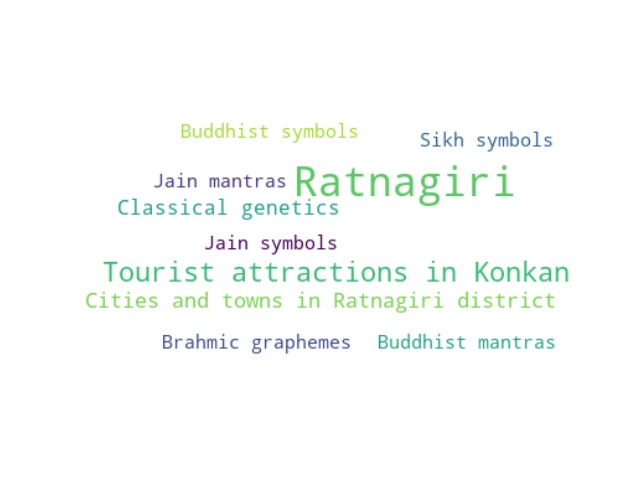 Buddhist symbols
Sikh symbols
Jain mantras
Ratnagiri
Classical genetics
Jain symbols
Tourist attractions in Konkan
Cities and towns in Ratnagiri district
Brahmic graphemes
Buddhist mantras